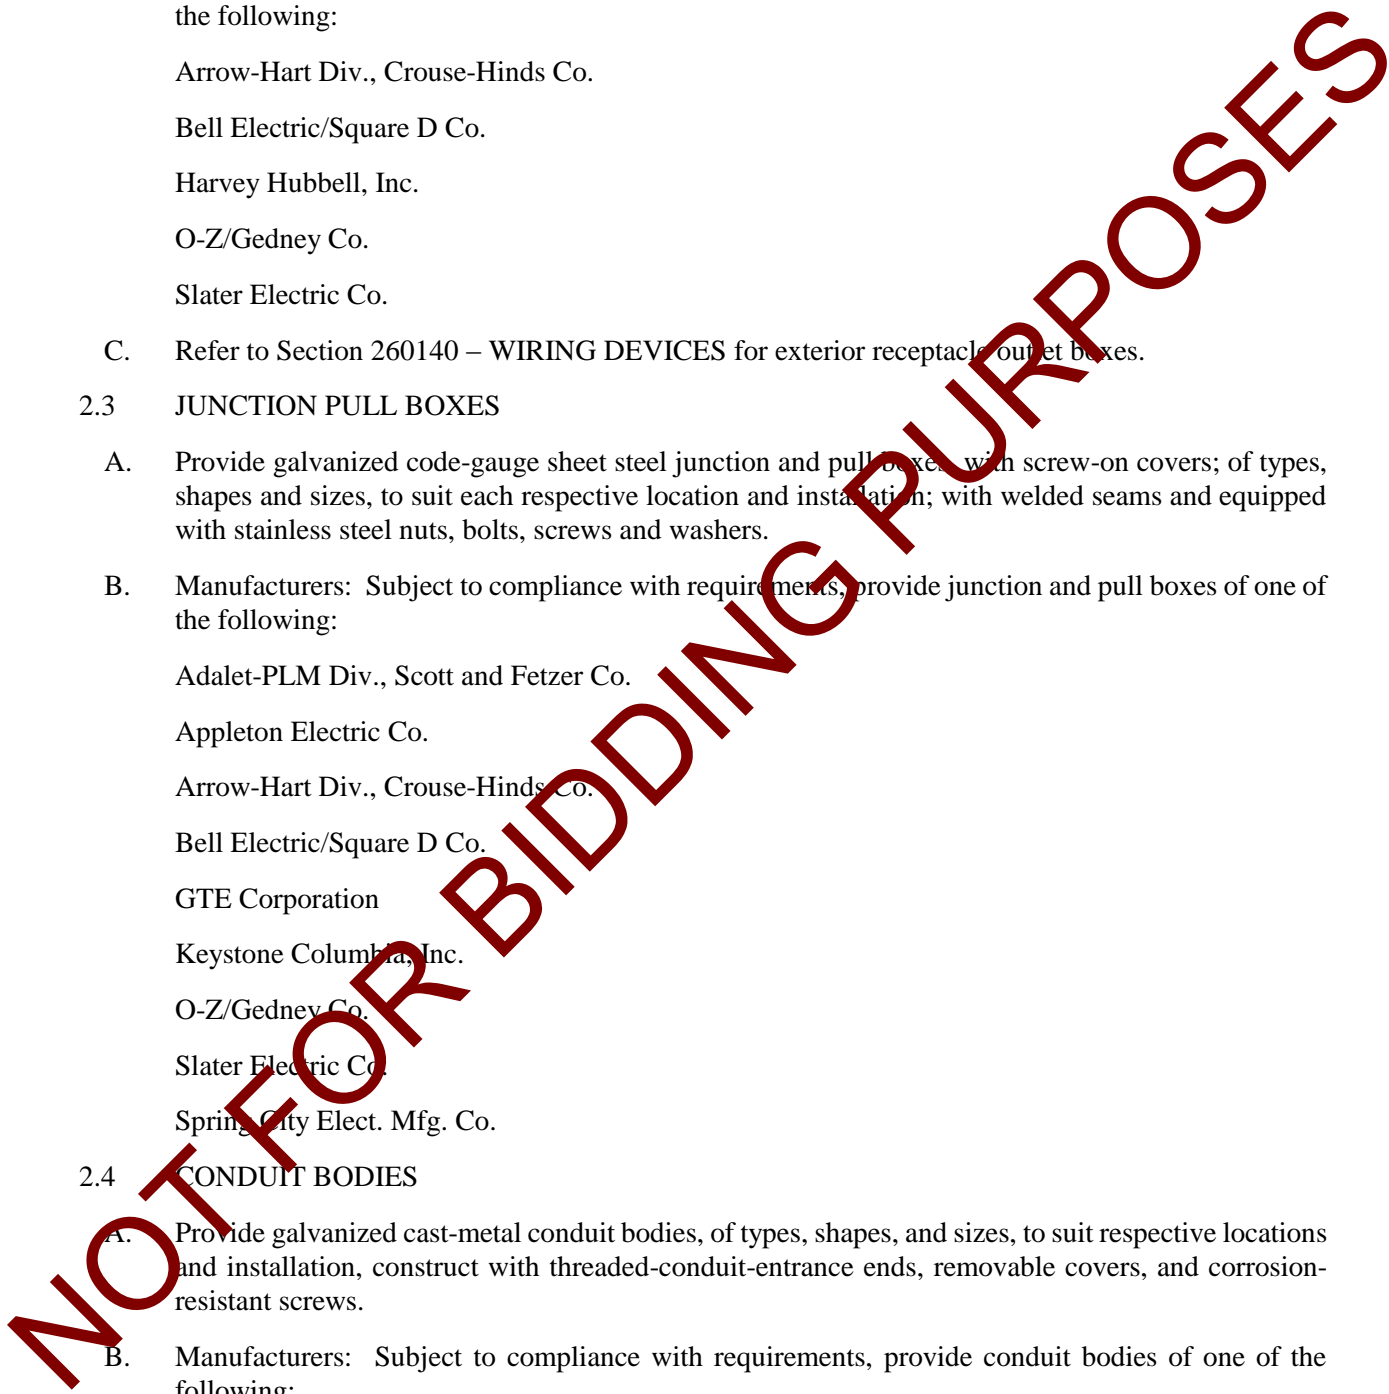 the following:
Arrow-Hart Div., Crouse-Hinds Co.
Bell Electric/Square D Co.
Harvey Hubbell, Inc.
O-Z/Gedney Co.
Slater Electric Co.
C. Refer to Section 260140 – WIRING DEVICES for exterior receptacle outlet boxes.
2.3 JUNCTION PULL BOXES
A. Provide galvanized code-gauge sheet steel junction and pull boxes, with screw-on covers; of types,
shapes and sizes, to suit each respective location and installation; with welded seams and equipped
with stainless steel nuts, bolts, screws and washers.
B. Manufacturers: Subject to compliance with requirements, provide junction and pull boxes of one of
the following:
Adalet-PLM Div., Scott and Fetzer Co.
Appleton Electric Co.
Arrow-Hart Div., Crouse-Hinds Co.
Bell Electric/Square D Co.
GTE Corporation
Keystone Columbia, Inc.
O-Z/Gedney Co.
Slater Electric Co.
Spring City Elect. Mfg. Co.
2.4 CONDUIT BODIES
A. Provide galvanized cast-metal conduit bodies, of types, shapes, and sizes, to suit respective locations
and installation, construct with threaded-conduit-entrance ends, removable covers, and corrosion-
resistant screws.
B. Manufacturers: Subject to compliance with requirements, provide conduit bodies of one of the
following:
NOT FOR BIDDING PURPOSES